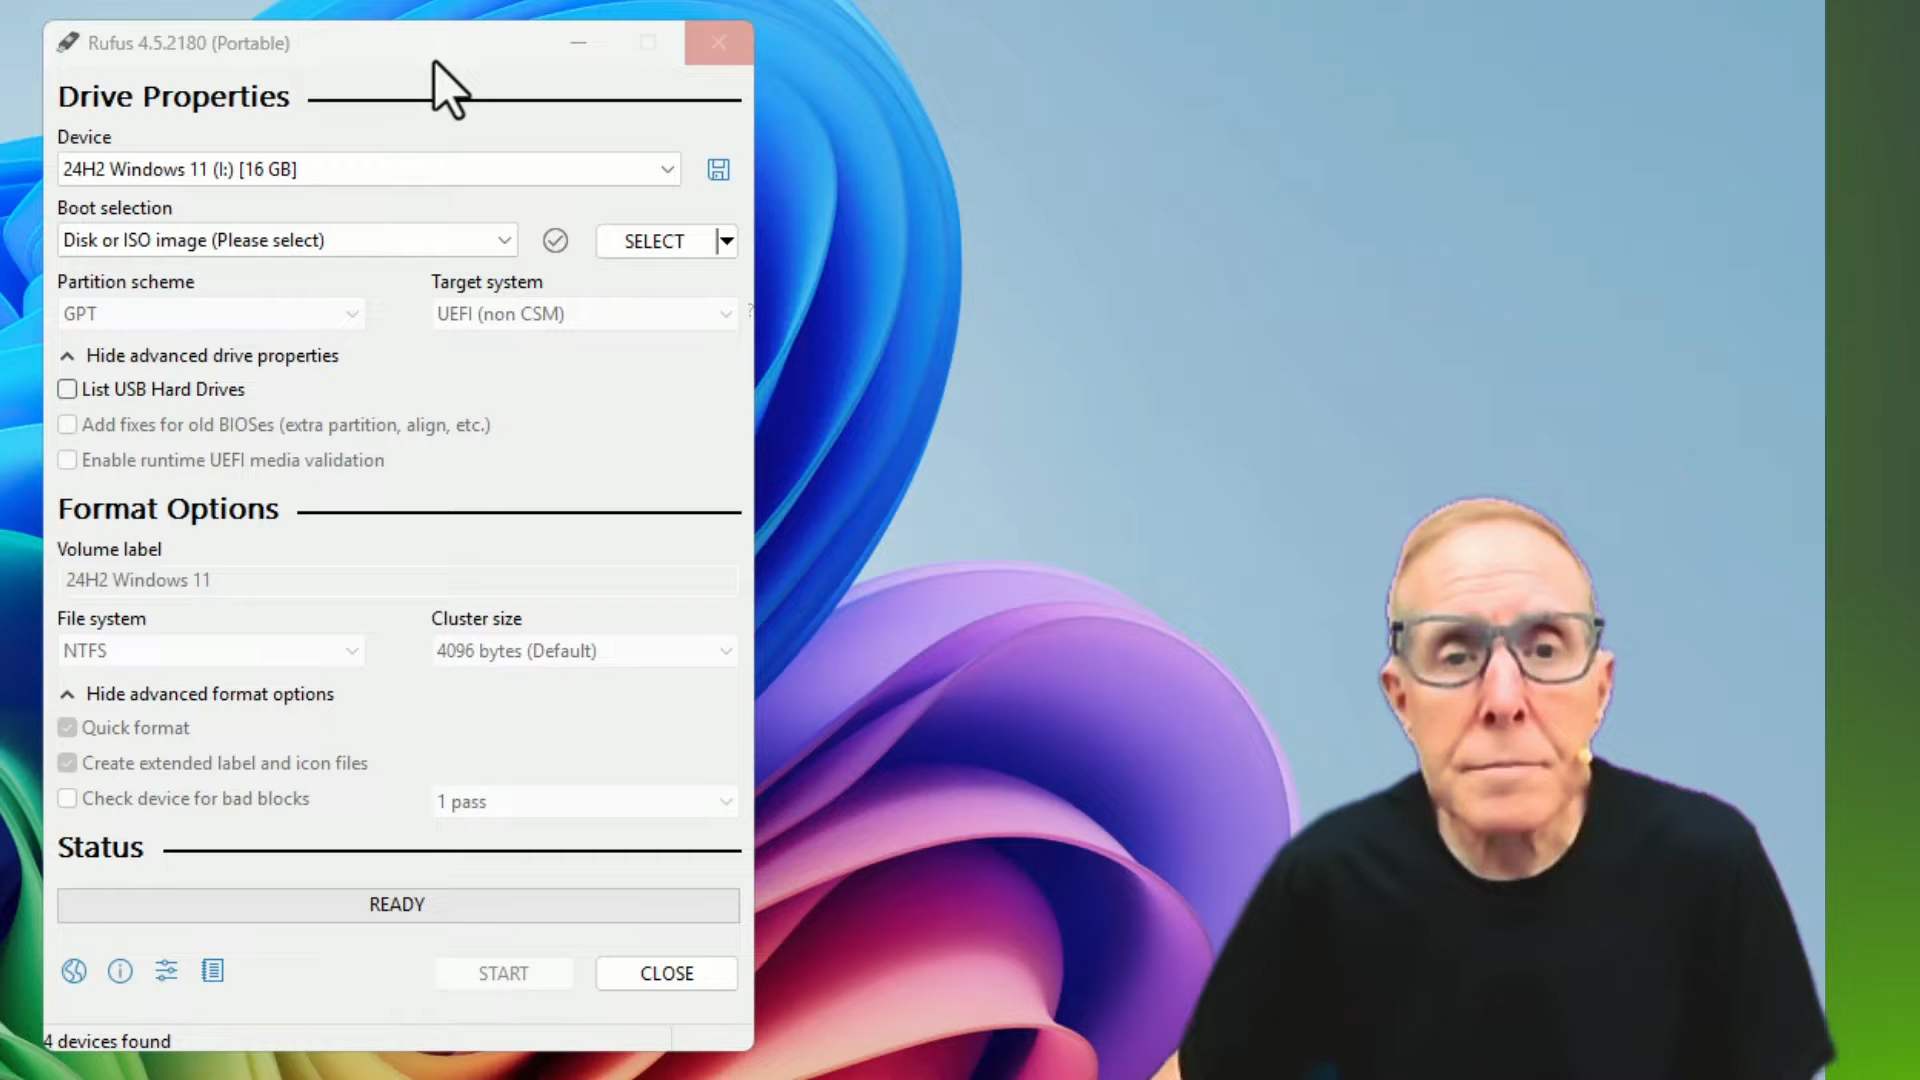 Rufus 4.5.2180 (Portable)
Drive Properties
Device
24H2 Windows 11 (I:) [16 GB]
Boot selection
Disk or ISO image (Please select)
SELECT
Partition scheme
Target system
GPT
UEFI (non CSM)
?
Hide advanced drive properties
List USB Hard Drives
Add fixes for old BIOSes (extra partition, align, etc.)
Enable runtime UEFI media validation
Format Options
Volume label
24H2 Windows 11
File system
Cluster size
NTFS
4096 bytes (Default)
Hide advanced format options
Quick format
Create extended label and icon files
Check device for bad blocks
1 pass
Status
READY
START
CLOSE
4 devices found